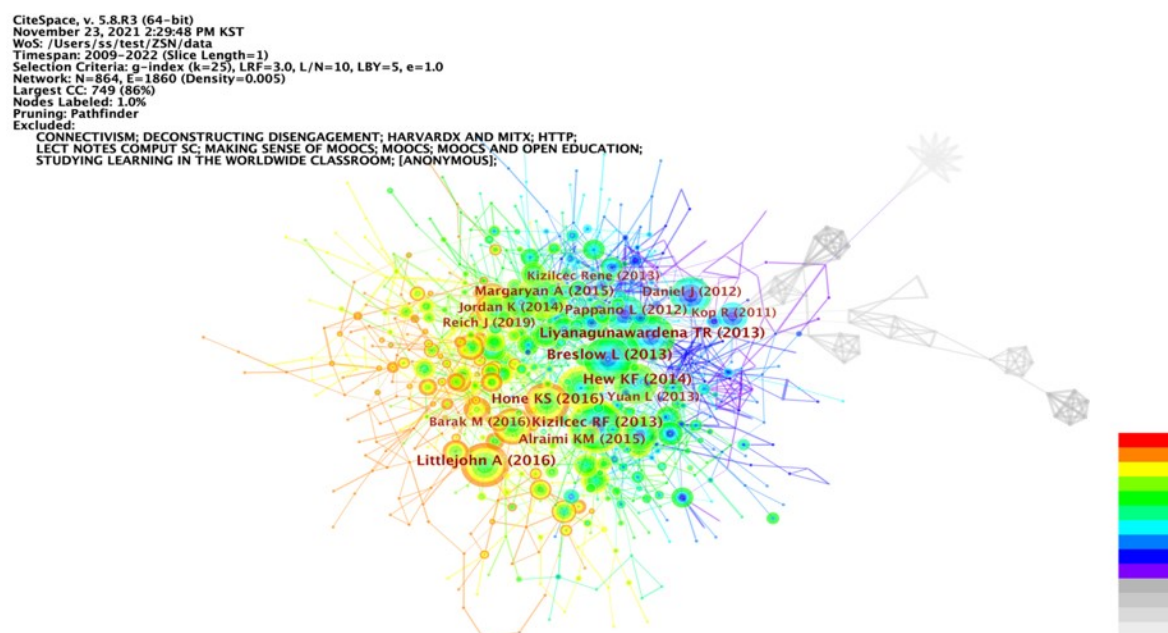 CiteSpace, v. 5.8.R3 (64-bit)
November 23, 2021 2:29:48 PM KST
WoS: /Users/ss/test/ZSN/data
Timespan: 2009-2022 (Slice Length=1)
Selection Criteria: g-index (k=25), LRF=3.0, L/N=10, LBY=5, e=1.0
Network: N=864, E=1860 (Density=0.005)
Largest CC: 749 (86%)
Nodes Labeled: 1.0%
Pruning: Pathfinder
Excluded:
CONNECTIVISM; DECONSTRUCTING DISENGAGEMENT; HARVARDX AND MITX; HTTP;
LECT NOTES COMPUT SC; MAKING SENSE OF MOOCS; MOOCS; MOOCS AND OPEN EDUCATION;
STUDYING LEARNING IN THE WORLDWIDE CLASSROOM; [ANONYMOUS];
Kizilcec Rene (2013)
Margaryan A (2015) Daniel J (2012)
Jordan K (2014) Pappano L (2012) Kop R (2011)
Reich J (2019)
Liyanagunawardena TR (2013)
Breslow L (2013)
Hew KF (2014)
Hone KS (2016) Yuan L (2013)
Barak M (2016) Kizilcec RF (2013)
Alraimi KM (2015)
Littlejohn A (2016)